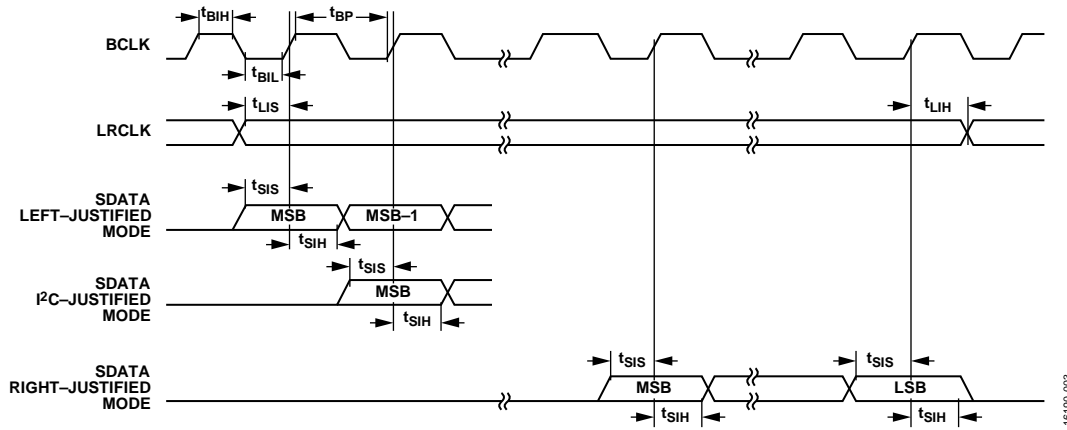 tBIH
tBP
BCLK
tBIL
tLIS
tLIH
LRCLK
tSIS
SDATA
LEFT–JUSTIFIED
MODE
MSB
MSB–1
tSIH
tSIS
SDATA
I²C–JUSTIFIED
MODE
MSB
tSIH
tSIS
tSIS
SDATA
RIGHT–JUSTIFIED
MODE
MSB
LSB
tSIH
tSIH